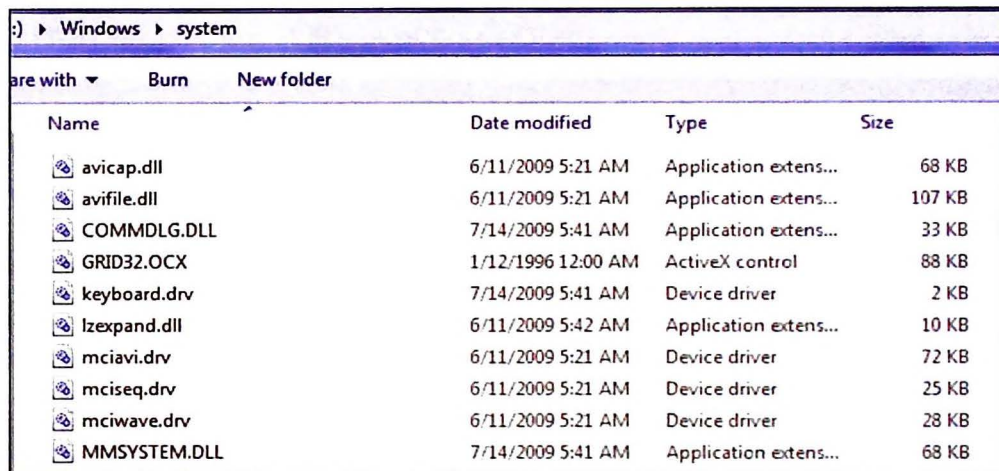 :) ▸ Windows ▸ system
are with ▾ Burn New folder
Name Date modified Type Size
avicap.dll 6/11/2009 5:21 AM Application extens... 68 KB
avifile.dll 6/11/2009 5:21 AM Application extens... 107 KB
COMMDLG.DLL 7/14/2009 5:41 AM Application extens... 33 KB
GRID32.OCX 1/12/1996 12:00 AM ActiveX control 88 KB
keyboard.drv 7/14/2009 5:41 AM Device driver 2 KB
lzexpand.dll 6/11/2009 5:42 AM Application extens... 10 KB
mciavi.drv 6/11/2009 5:21 AM Device driver 72 KB
mciseq.drv 6/11/2009 5:21 AM Device driver 25 KB
mciwave.drv 6/11/2009 5:21 AM Device driver 28 KB
MMSYSTEM.DLL 7/14/2009 5:41 AM Application extens... 68 KB